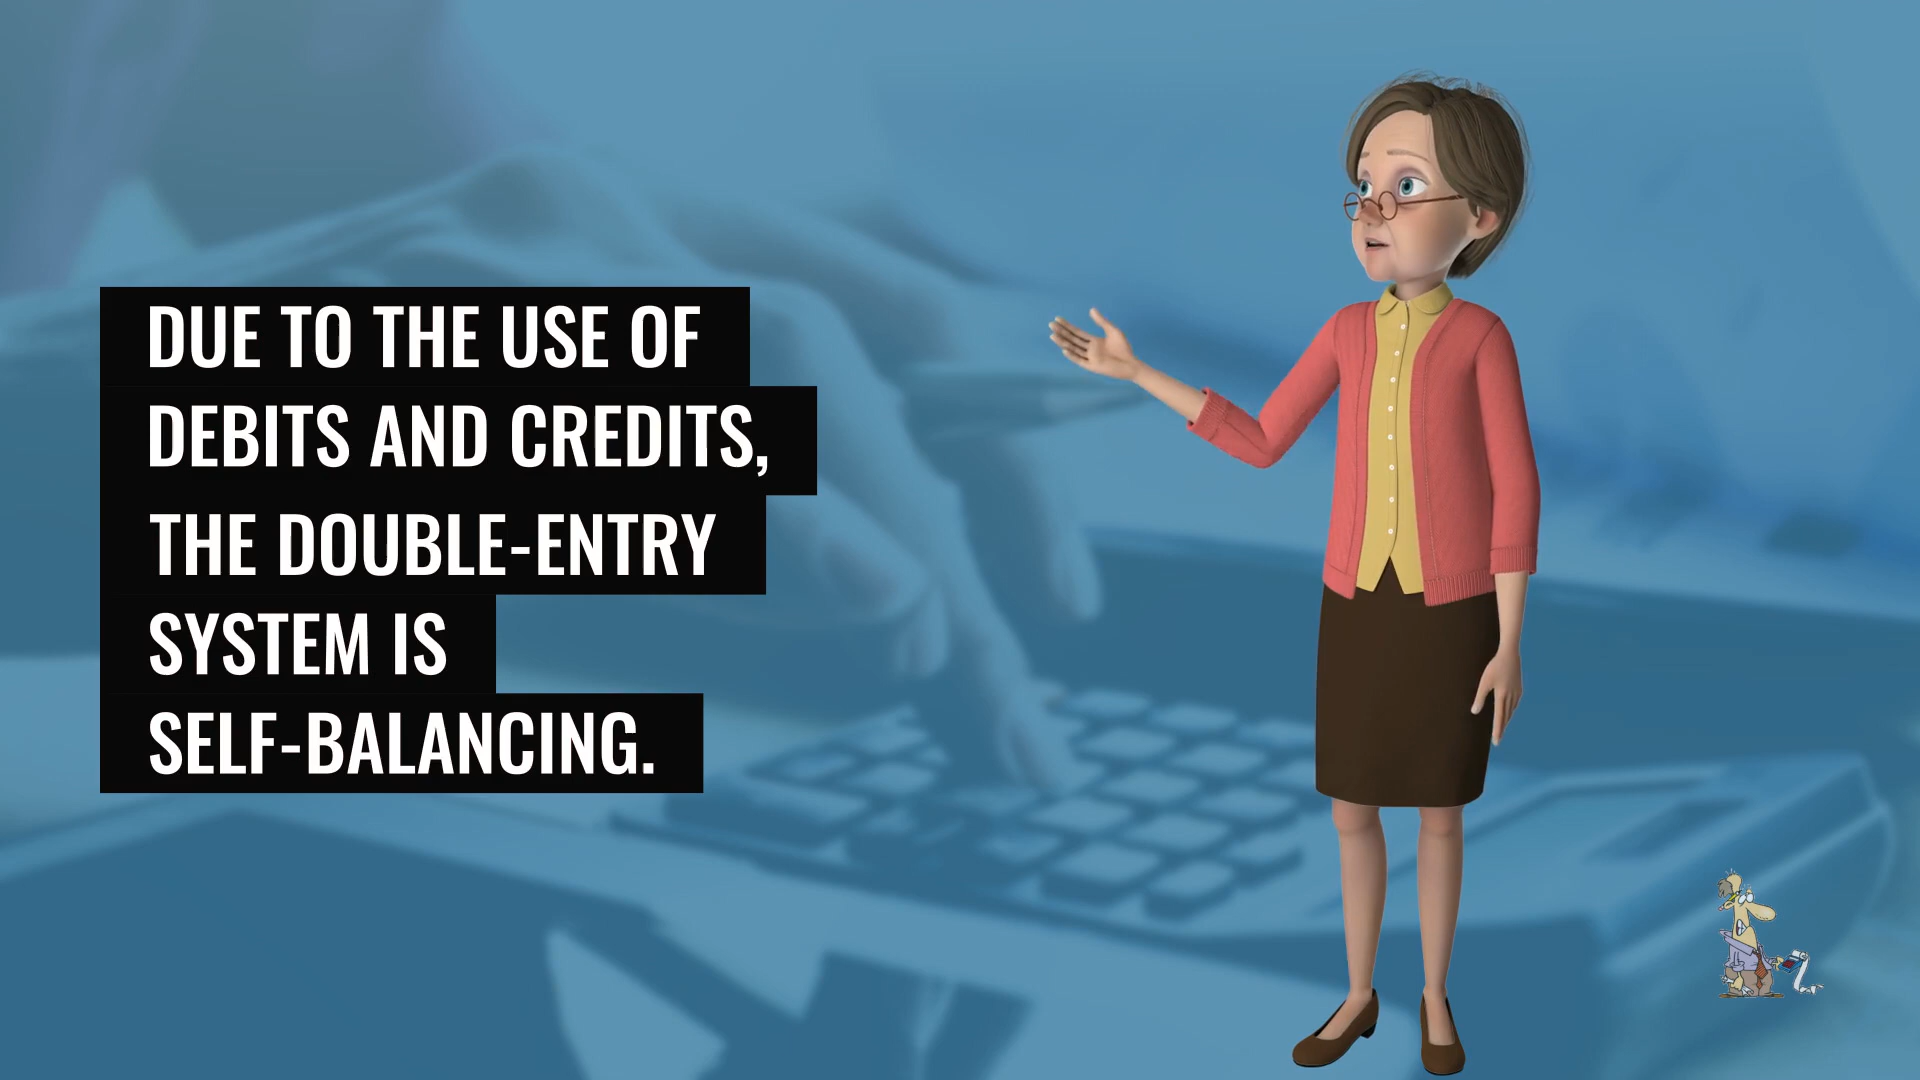 DUE TO THE USE OF
DEBITS AND CREDITS,
THE DOUBLE-ENTRY
SYSTEM IS
SELF-BALANCING.